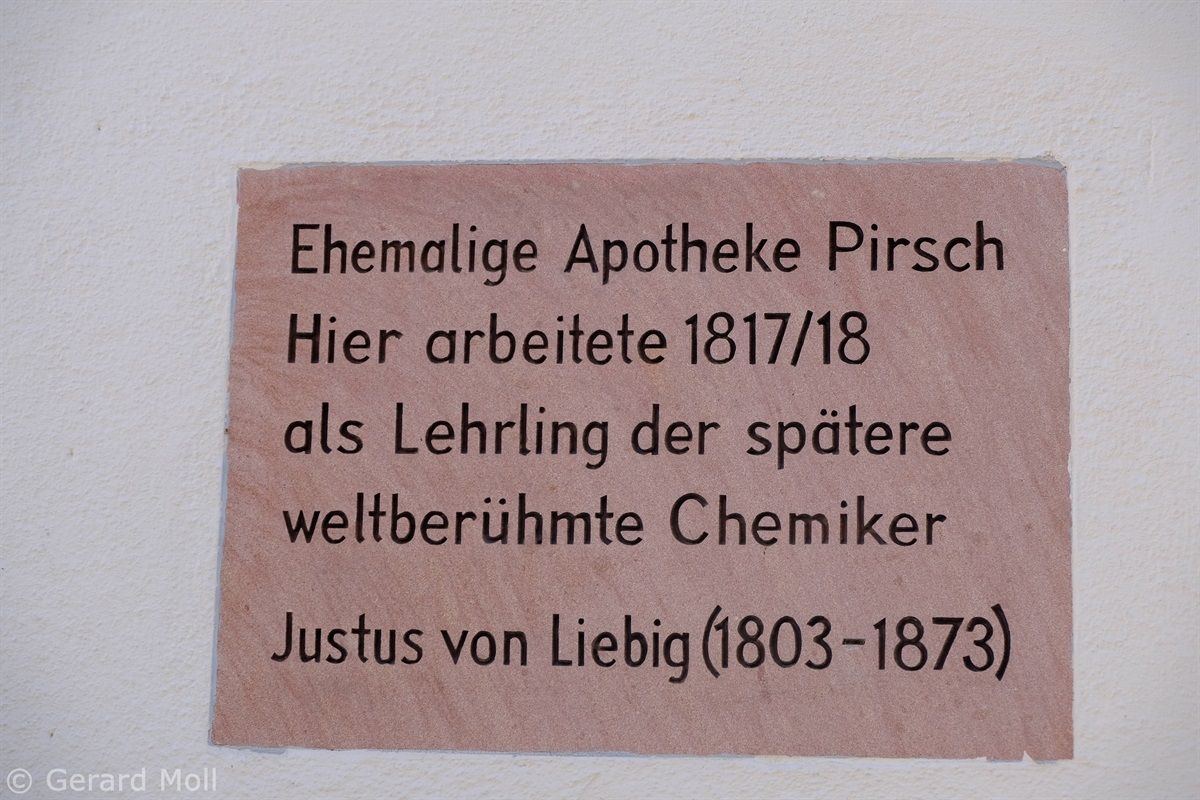 Ehemalige Apotheke Pirsch
Hier arbeitete 1817/18
als Lehrling der spätere
weltberühmte Chemiker
Justus von Liebig (1803-1873)
© Gerard Moll